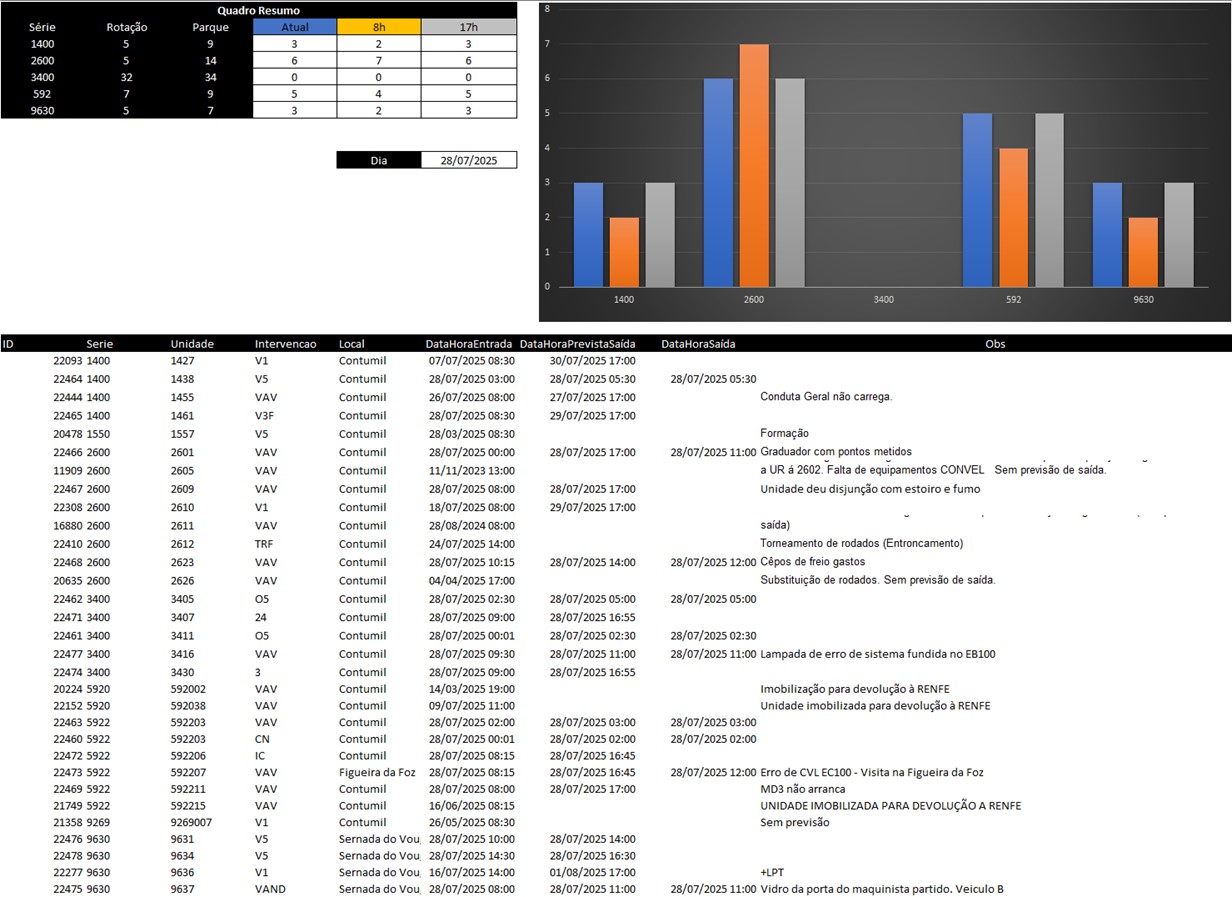 Quadro Resumo
Série Rotação Parque Atual 8h 17h
1400 5 9 3 2 3
2600 5 14 6 7 6
3400 32 34 0 0 0
592 7 9 5 4 5
9630 5 7 3 2 3
Dia 28/07/2025
8
7
6
5
4
3
2
1
0
1400 2600 3400 592 9630
ID Serie Unidade Intervencao Local DataHoraEntrada DataHoraPrevistaSaída DataHoraSaída Obs
22093 1400 1427 V1 Contumil 07/07/2025 08:30 30/07/2025 17:00
22464 1400 1438 V5 Contumil 28/07/2025 03:00 28/07/2025 05:30 28/07/2025 05:30
22444 1400 1455 VAV Contumil 26/07/2025 08:00 27/07/2025 17:00 Conduta Geral não carrega.
22465 1400 1461 V3F Contumil 28/07/2025 08:30 29/07/2025 17:00
20478 1550 1557 V5 Contumil 28/03/2025 08:30 Formação
22466 2600 2601 VAV Contumil 28/07/2025 00:00 28/07/2025 17:00 28/07/2025 11:00 Graduador com pontos metidos
11909 2600 2605 VAV Contumil 11/11/2023 13:00 a UR á 2602. Falta de equipamentos CONVEL Sem previsão de saída.
22467 2600 2609 VAV Contumil 28/07/2025 08:00 28/07/2025 17:00 Unidade deu disjunção com estoiro e fumo
22308 2600 2610 V1 Contumil 18/07/2025 08:00 29/07/2025 17:00
16880 2600 2611 VAV Contumil 28/08/2024 08:00 saída)
22410 2600 2612 TRF Contumil 24/07/2025 14:00 Torneamento de rodados (Entroncamento)
22468 2600 2623 VAV Contumil 28/07/2025 10:15 28/07/2025 14:00 28/07/2025 12:00 Cêpos de freio gastos
20635 2600 2626 VAV Contumil 04/04/2025 17:00 Substituição de rodados. Sem previsão de saída.
22462 3400 3405 O5 Contumil 28/07/2025 02:30 28/07/2025 05:00 28/07/2025 05:00
22471 3400 3407 24 Contumil 28/07/2025 09:00 28/07/2025 16:55
22461 3400 3411 O5 Contumil 28/07/2025 00:01 28/07/2025 02:30 28/07/2025 02:30
22477 3400 3416 VAV Contumil 28/07/2025 09:30 28/07/2025 11:00 28/07/2025 11:00 Lampada de erro de sistema fundida no EB100
22474 3400 3430 3 Contumil 28/07/2025 09:00 28/07/2025 16:55
20224 5920 592002 VAV Contumil 14/03/2025 19:00 Imobilização para devolução à RENFE
22152 5920 592038 VAV Contumil 09/07/2025 11:00 Unidade imobilizada para devolução à RENFE
22463 5922 592203 VAV Contumil 28/07/2025 02:00 28/07/2025 03:00 28/07/2025 03:00
22460 5922 592203 CN Contumil 28/07/2025 00:01 28/07/2025 02:00 28/07/2025 02:00
22472 5922 592206 IC Contumil 28/07/2025 08:15 28/07/2025 16:45
22473 5922 592207 VAV Figueira da Foz 28/07/2025 08:15 28/07/2025 16:45 28/07/2025 12:00 Erro de CVL EC100 - Visita na Figueira da Foz
22469 5922 592211 VAV Contumil 28/07/2025 08:00 28/07/2025 17:00 MD3 não arranca
21749 5922 592215 VAV Contumil 16/06/2025 08:15 UNIDADE IMOBILIZADA PARA DEVOLUÇÃO A RENFE
21358 9269 9269007 V1 Contumil 26/05/2025 08:30 Sem previsão
22476 9630 9631 V5 Sernada do Vou 28/07/2025 10:00 28/07/2025 14:00
22478 9630 9634 V5 Sernada do Vou 28/07/2025 14:30 28/07/2025 16:30
22277 9630 9636 V1 Sernada do Vou 16/07/2025 14:00 01/08/2025 17:00 +LPT
22475 9630 9637 VAND Sernada do Vou 28/07/2025 08:00 28/07/2025 11:00 28/07/2025 11:00 Vidro da porta do maquinista partido. Veiculo B